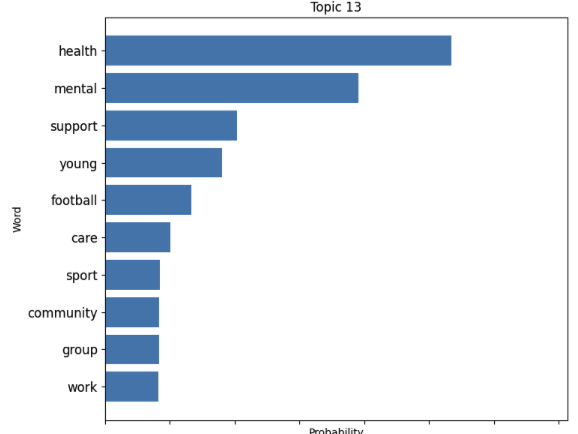 Topic 13
health
mental
support
young
football
care
sport
community
group
work
Word
Probability